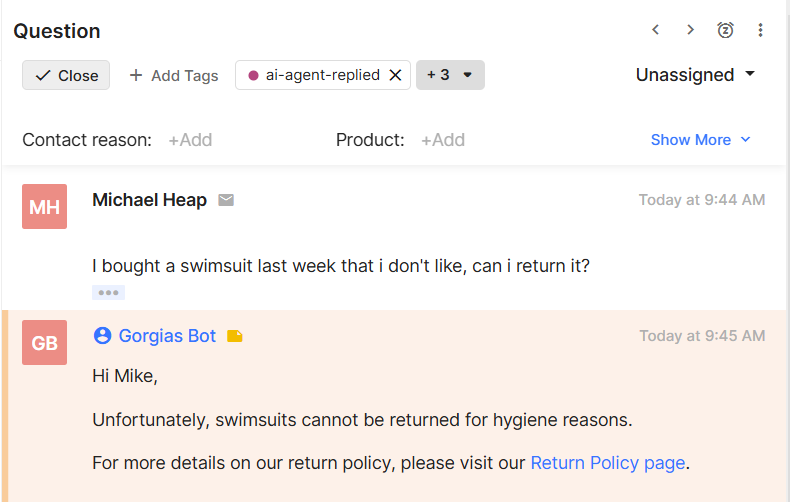 Question
Close + Add Tags ai-agent-replied + 3 Unassigned
Contact reason: +Add Product: +Add Show More
MH Michael Heap Today at 9:44 AM
I bought a swimsuit last week that i don't like, can i return it?
GB Gorgias Bot Today at 9:45 AM
Hi Mike,
Unfortunately, swimsuits cannot be returned for hygiene reasons.
For more details on our return policy, please visit our Return Policy page.